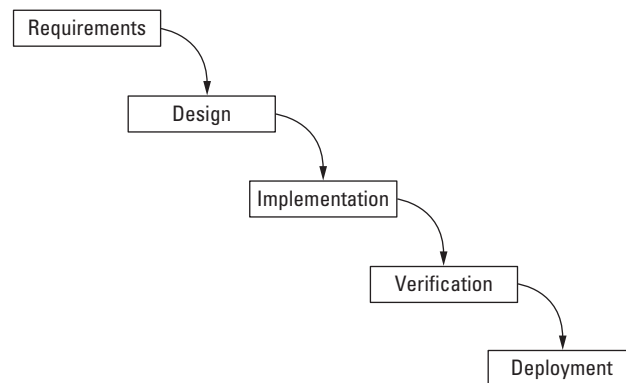 Requirements
Design
Implementation
Verification
Deployment